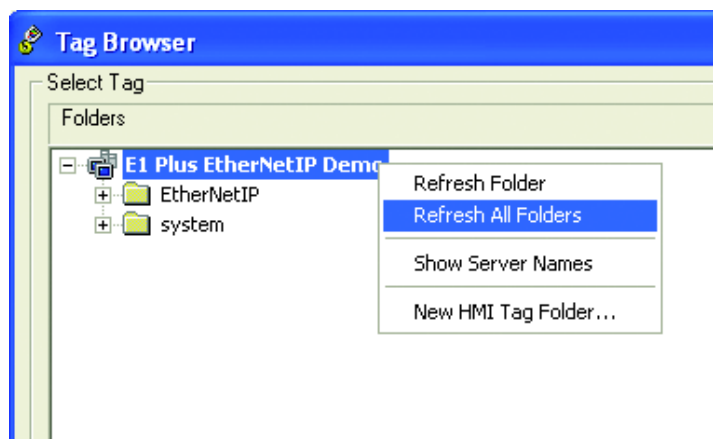 Tag Browser
Select Tag
Folders
E1 Plus EtherNetIP Demo
Refresh Folder
EtherNetIP
Refresh All Folders
system
Show Server Names
New HMI Tag Folder...